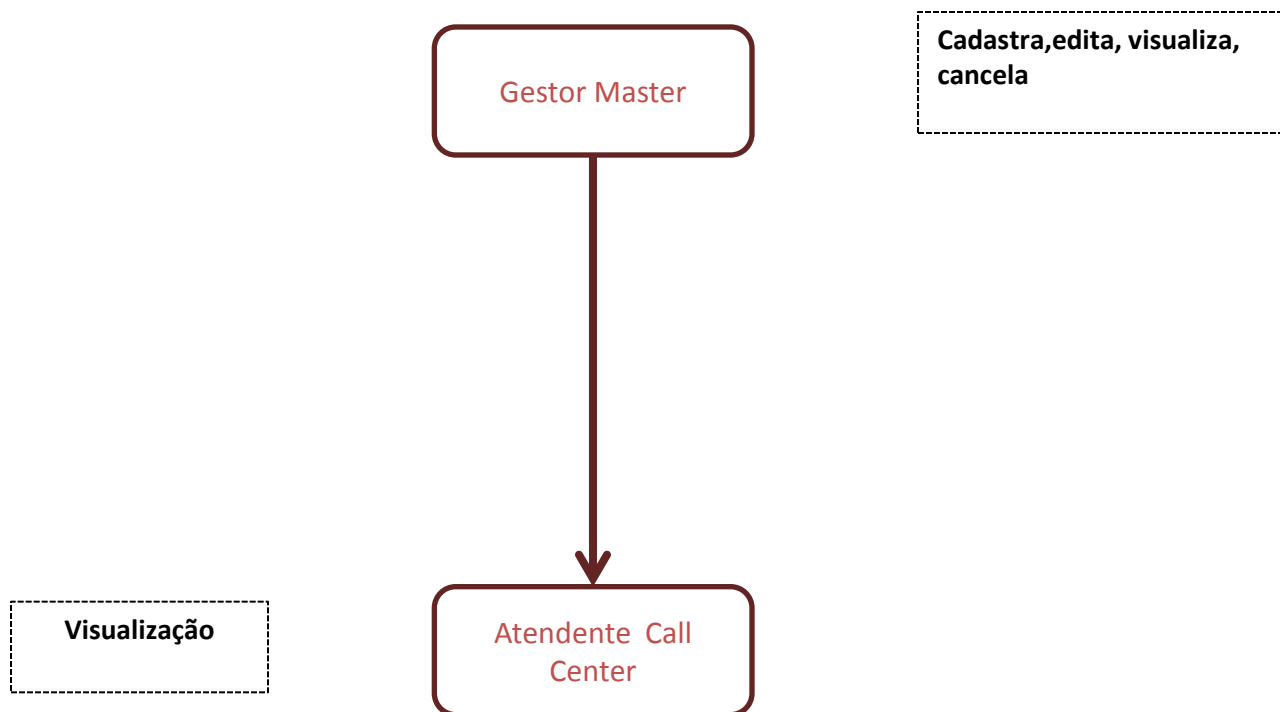 Gestor Master
Cadastra,edita, visualiza,
cancela
Visualização
Atendente Call
Center